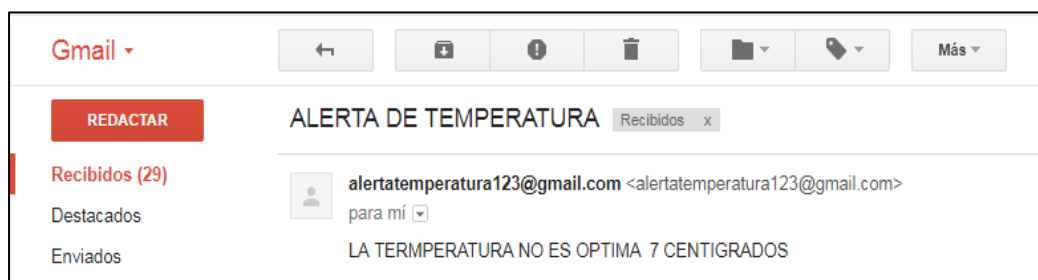 Gmail
Más
REDACTAR
ALERTA DE TEMPERATURA Recibidos x
Recibidos (29)
alertatemperatura123@gmail.com <alertatemperatura123@gmail.com>
Destacados
para mí
Enviados
LA TERMPERATURA NO ES OPTIMA 7 CENTIGRADOS